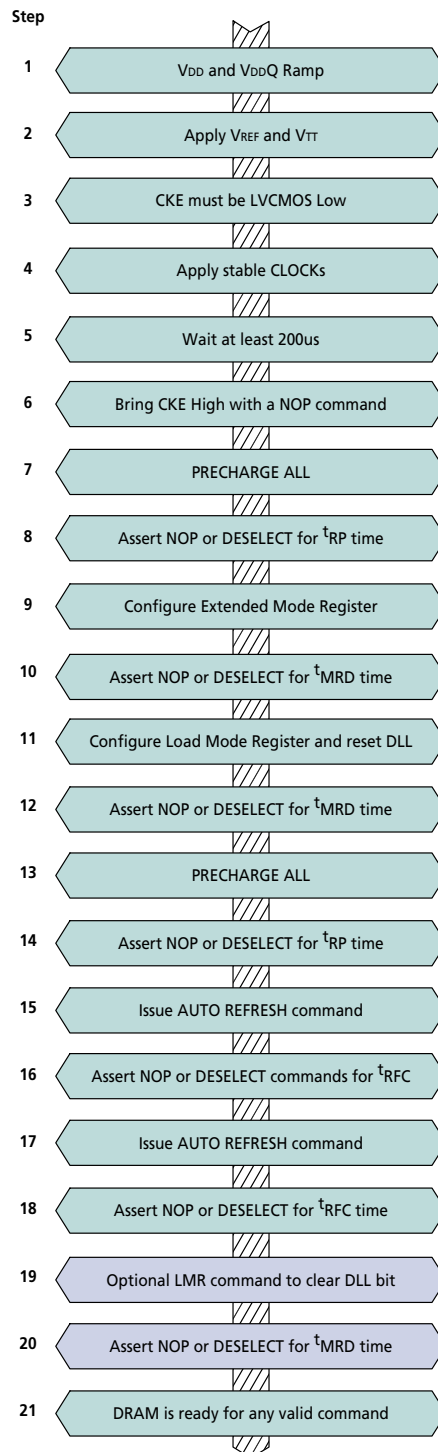 Step
1 VDD and VDDQ Ramp
2 Apply VREF and VTT
3 CKE must be LVCMOS Low
4 Apply stable CLOCKs
5 Wait at least 200us
6 Bring CKE High with a NOP command
7 PRECHARGE ALL
8 Assert NOP or DESELECT for tRP time
9 Configure Extended Mode Register
10 Assert NOP or DESELECT for tMRD time
11 Configure Load Mode Register and reset DLL
12 Assert NOP or DESELECT for tMRD time
13 PRECHARGE ALL
14 Assert NOP or DESELECT for tRP time
15 Issue AUTO REFRESH command
16 Assert NOP or DESELECT commands for tRFC
17 Issue AUTO REFRESH command
18 Assert NOP or DESELECT for tRFC time
19 Optional LMR command to clear DLL bit
20 Assert NOP or DESELECT for tMRD time
21 DRAM is ready for any valid command